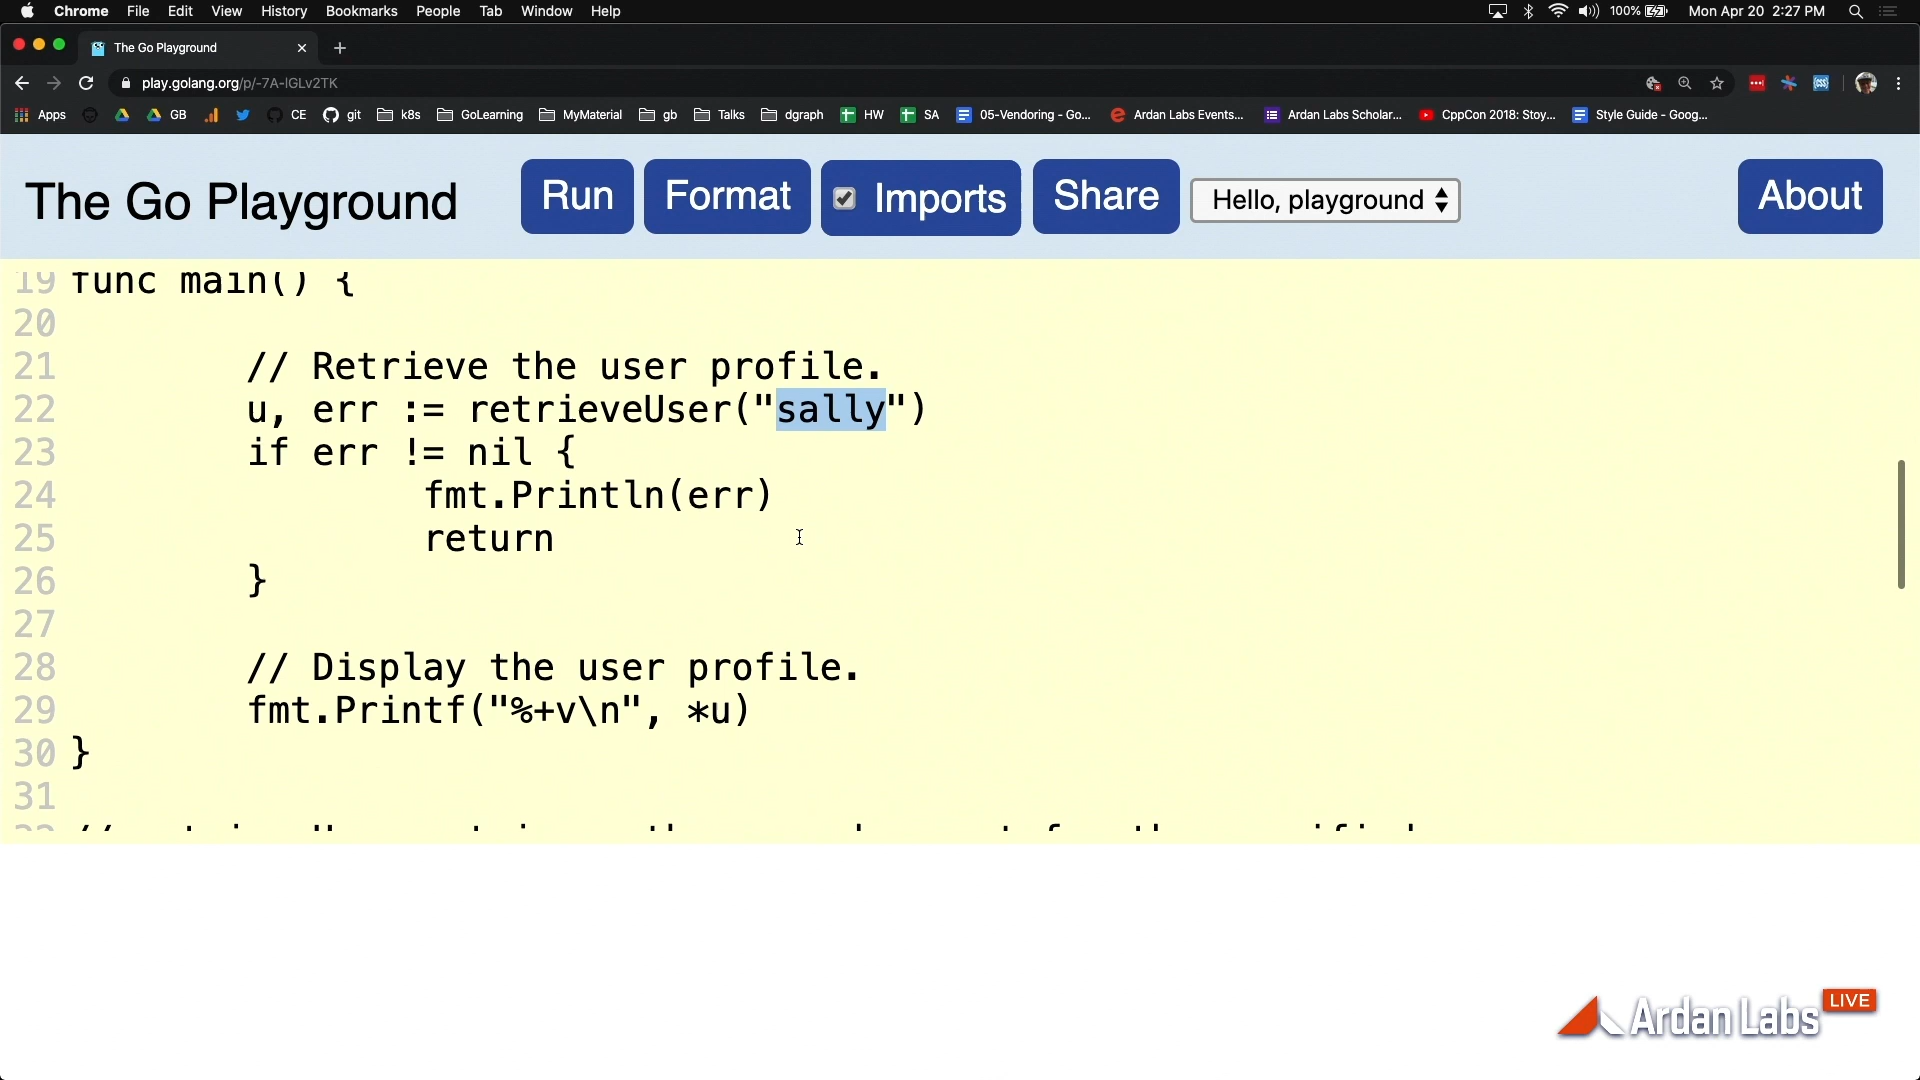 Chrome File Edit View History Bookmarks People Tab Window Help 100% Mon Apr 20 2:27 PM
The Go Playground
play.golang.org/p/-7A-lGLv2TK
Apps GB CE git k8s GoLearning MyMaterial gb Talks dgraph HW SA 05-Vendoring - Go... Ardan Labs Events... Ardan Labs Scholar... CppCon 2018: Stoy... Style Guide - Goog...
The Go Playground Run Format Imports Share Hello, playground About
19 func main() {
20
21 // Retrieve the user profile.
22 u, err := retrieveUser("sally")
23 if err != nil {
24 fmt.Println(err)
25 return
26 }
27
28 // Display the user profile.
29 fmt.Printf("%+v\n", *u)
30 }
31
Ardan Labs LIVE